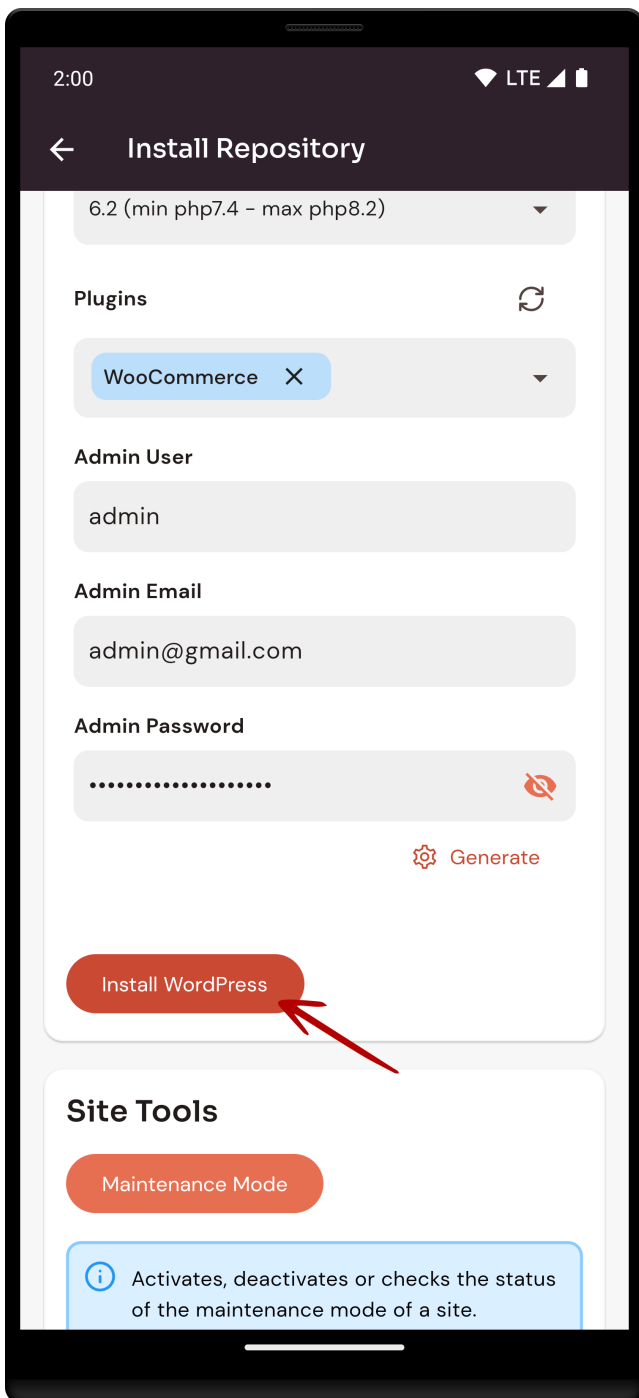 2:00
LTE
Install Repository
6.2 (min php7.4 - max php8.2)
Plugins
WooCommerce
Admin User
admin
Admin Email
admin@gmail.com
Admin Password
••••••••••••••••••••
Generate
Install WordPress
Site Tools
Maintenance Mode
Activates, deactivates or checks the status
of the maintenance mode of a site.